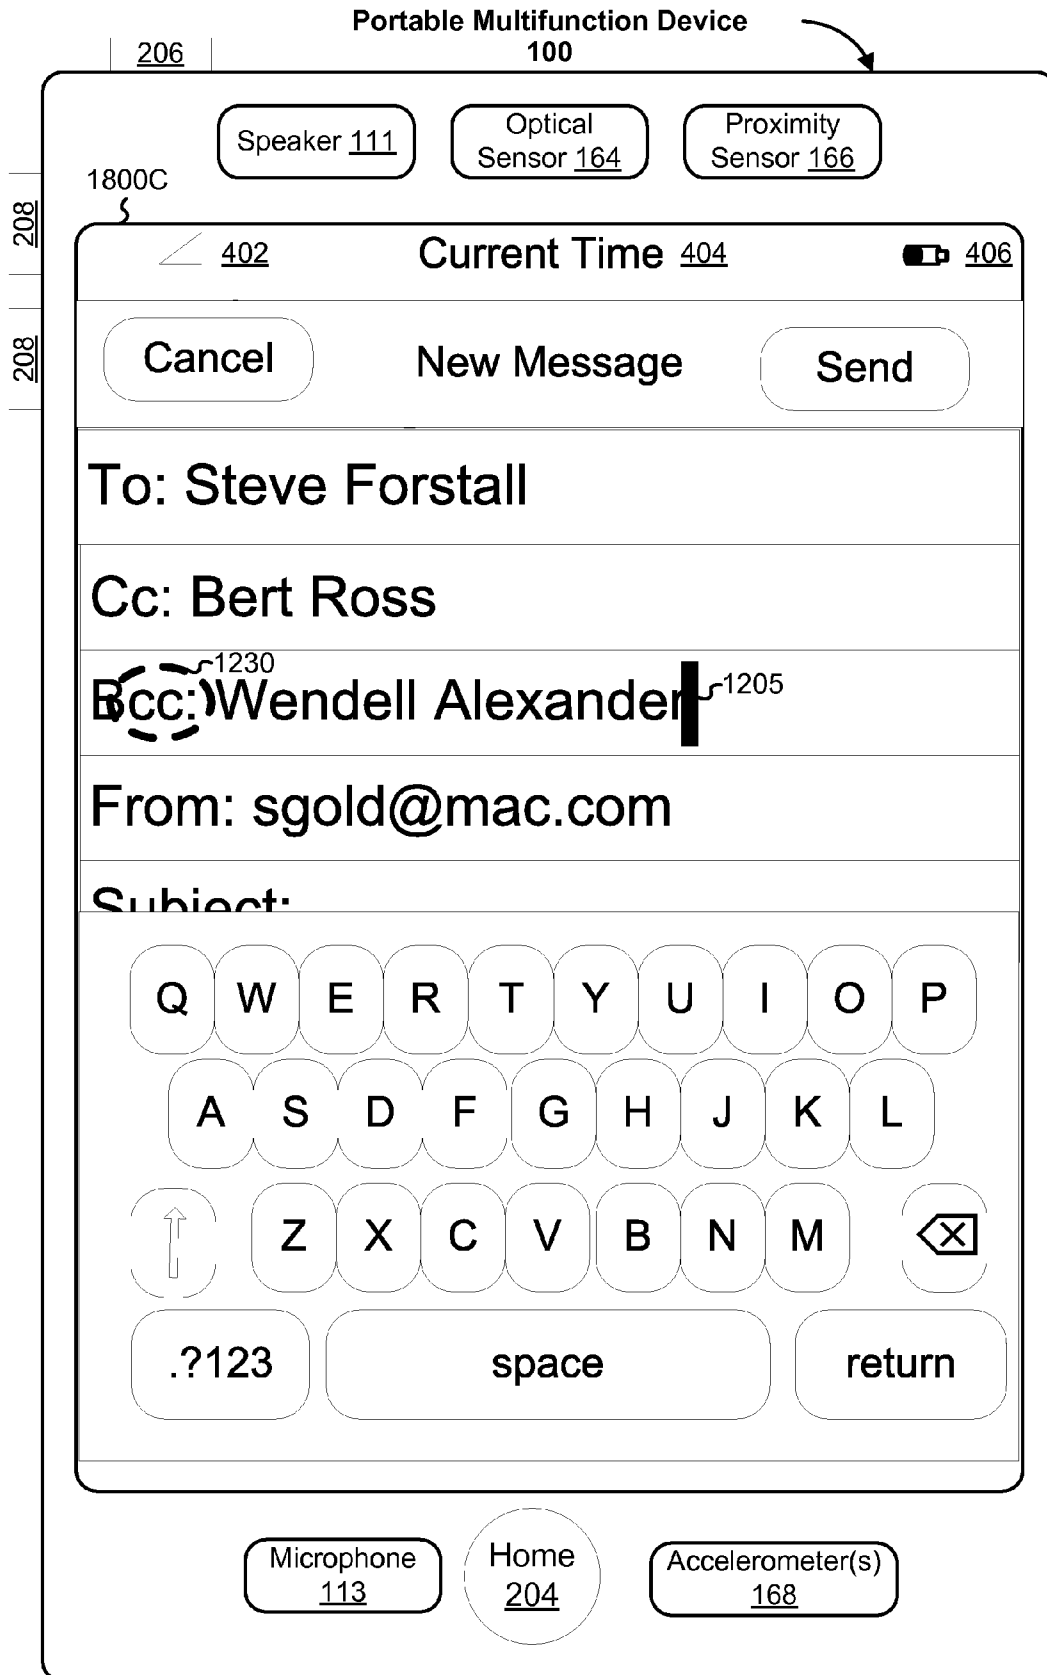 Portable Multifunction Device
100
206
Speaker 111
Optical
Sensor 164
Proximity
Sensor 166
1800C
208
208
402 Current Time 404 406
Cancel New Message Send
To: Steve Forstall
Cc: Bert Ross
1230
Bcc: Wendell Alexander 1205
From: sgold@mac.com
Subject:
Q W E R T Y U I O P
A S D F G H J K L
Z X C V B N M
.?123 space return
Microphone
113
Home
204
Accelerometer(s)
168